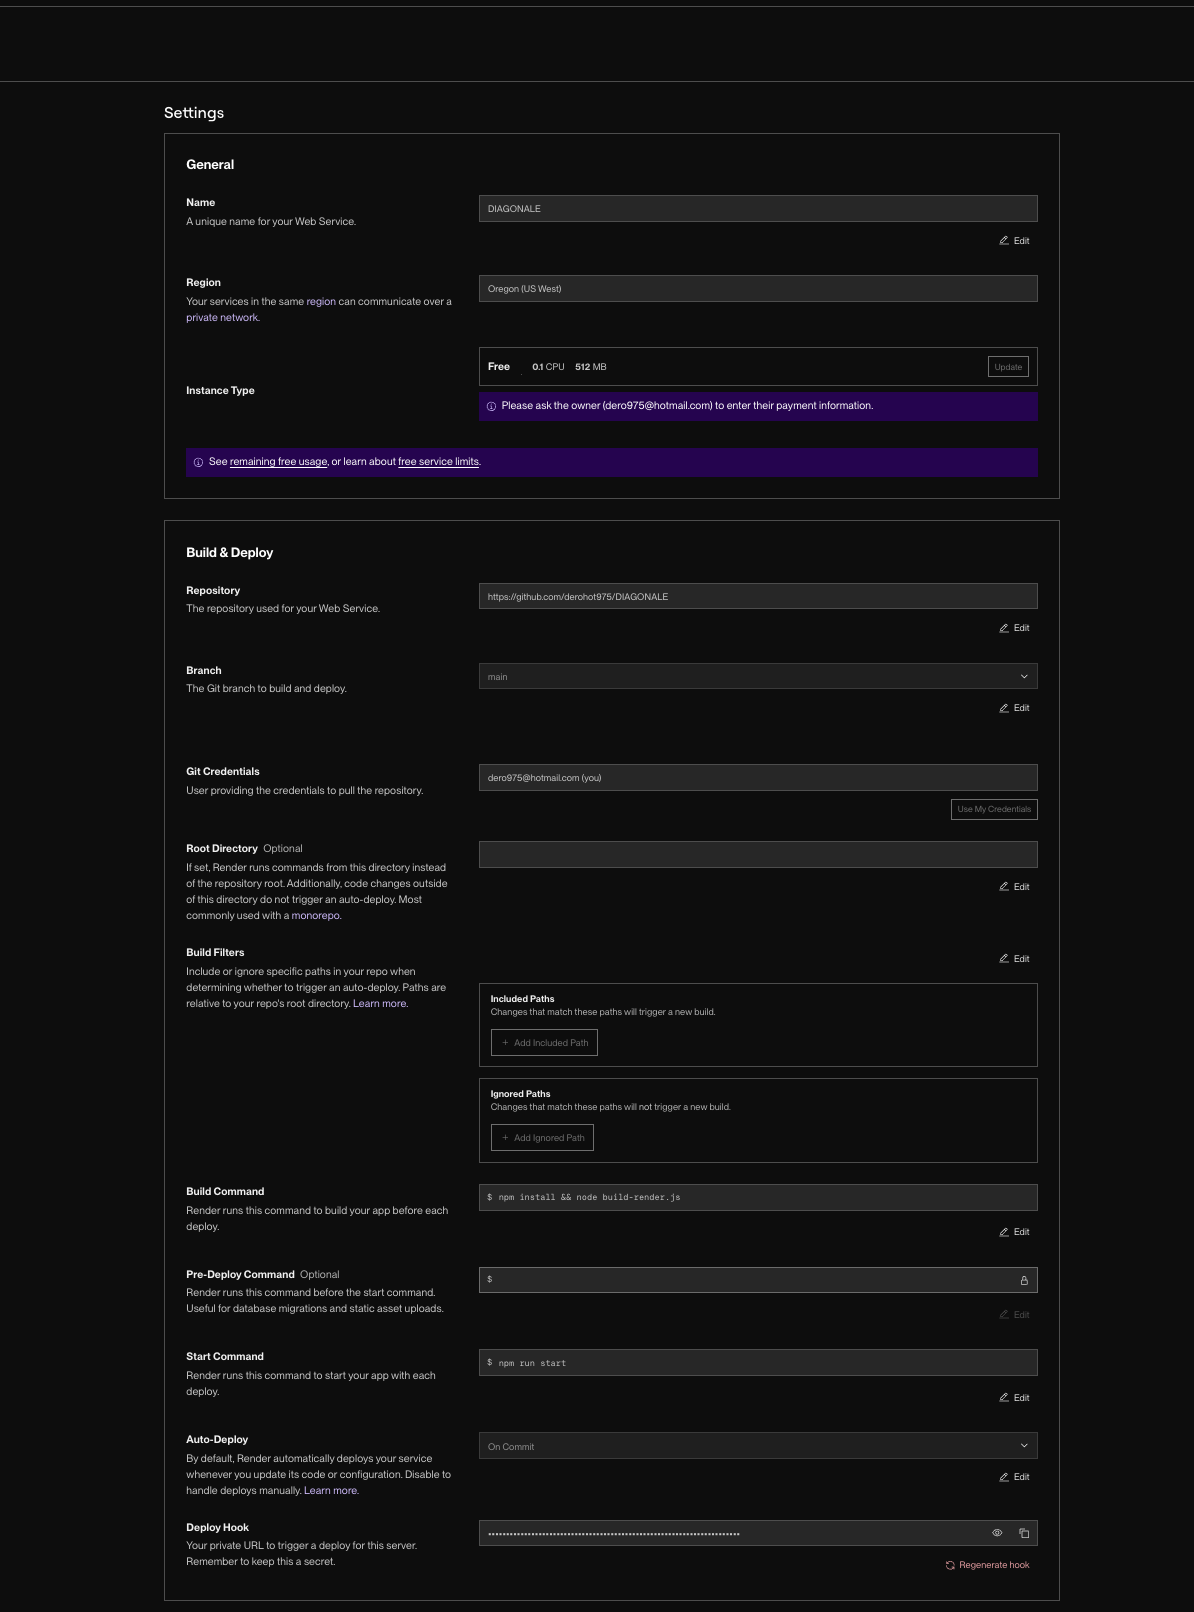 Settings
General
Name
A unique name for your Web Service.
DIAGONALE
Edit
Region
Your services in the same region can communicate over a
private network.
Oregon (US West)
Instance Type
Free 0.1 CPU 512 MB
Update
Please ask the owner (dero975@hotmail.com) to enter their payment information.
See remaining free usage, or learn about free service limits.
Build & Deploy
Repository
The repository used for your Web Service.
https://github.com/derohot975/DIAGONALE
Edit
Branch
The Git branch to build and deploy.
main
Edit
Git Credentials
User providing the credentials to pull the repository.
dero975@hotmail.com (you)
Use My Credentials
Root Directory Optional
If set, Render runs commands from this directory instead
of the repository root. Additionally, code changes outside
of this directory do not trigger an auto-deploy. Most
commonly used with a monorepo.
Edit
Build Filters
Include or ignore specific paths in your repo when
determining whether to trigger an auto-deploy. Paths are
relative to your repo's root directory. Learn more.
Edit
Included Paths
Changes that match these paths will trigger a new build.
+ Add Included Path
Ignored Paths
Changes that match these paths will not trigger a new build.
+ Add Ignored Path
Build Command
Render runs this command to build your app before each
deploy.
$ npm install && node build-render.js
Edit
Pre-Deploy Command Optional
Render runs this command before the start command.
Useful for database migrations and static asset uploads.
$
Edit
Start Command
Render runs this command to start your app with each
deploy.
$ npm run start
Edit
Auto-Deploy
By default, Render automatically deploys your service
whenever you update its code or configuration. Disable to
handle deploys manually. Learn more.
On Commit
Edit
Deploy Hook
Your private URL to trigger a deploy for this server.
Remember to keep this a secret.
Regenerate hook